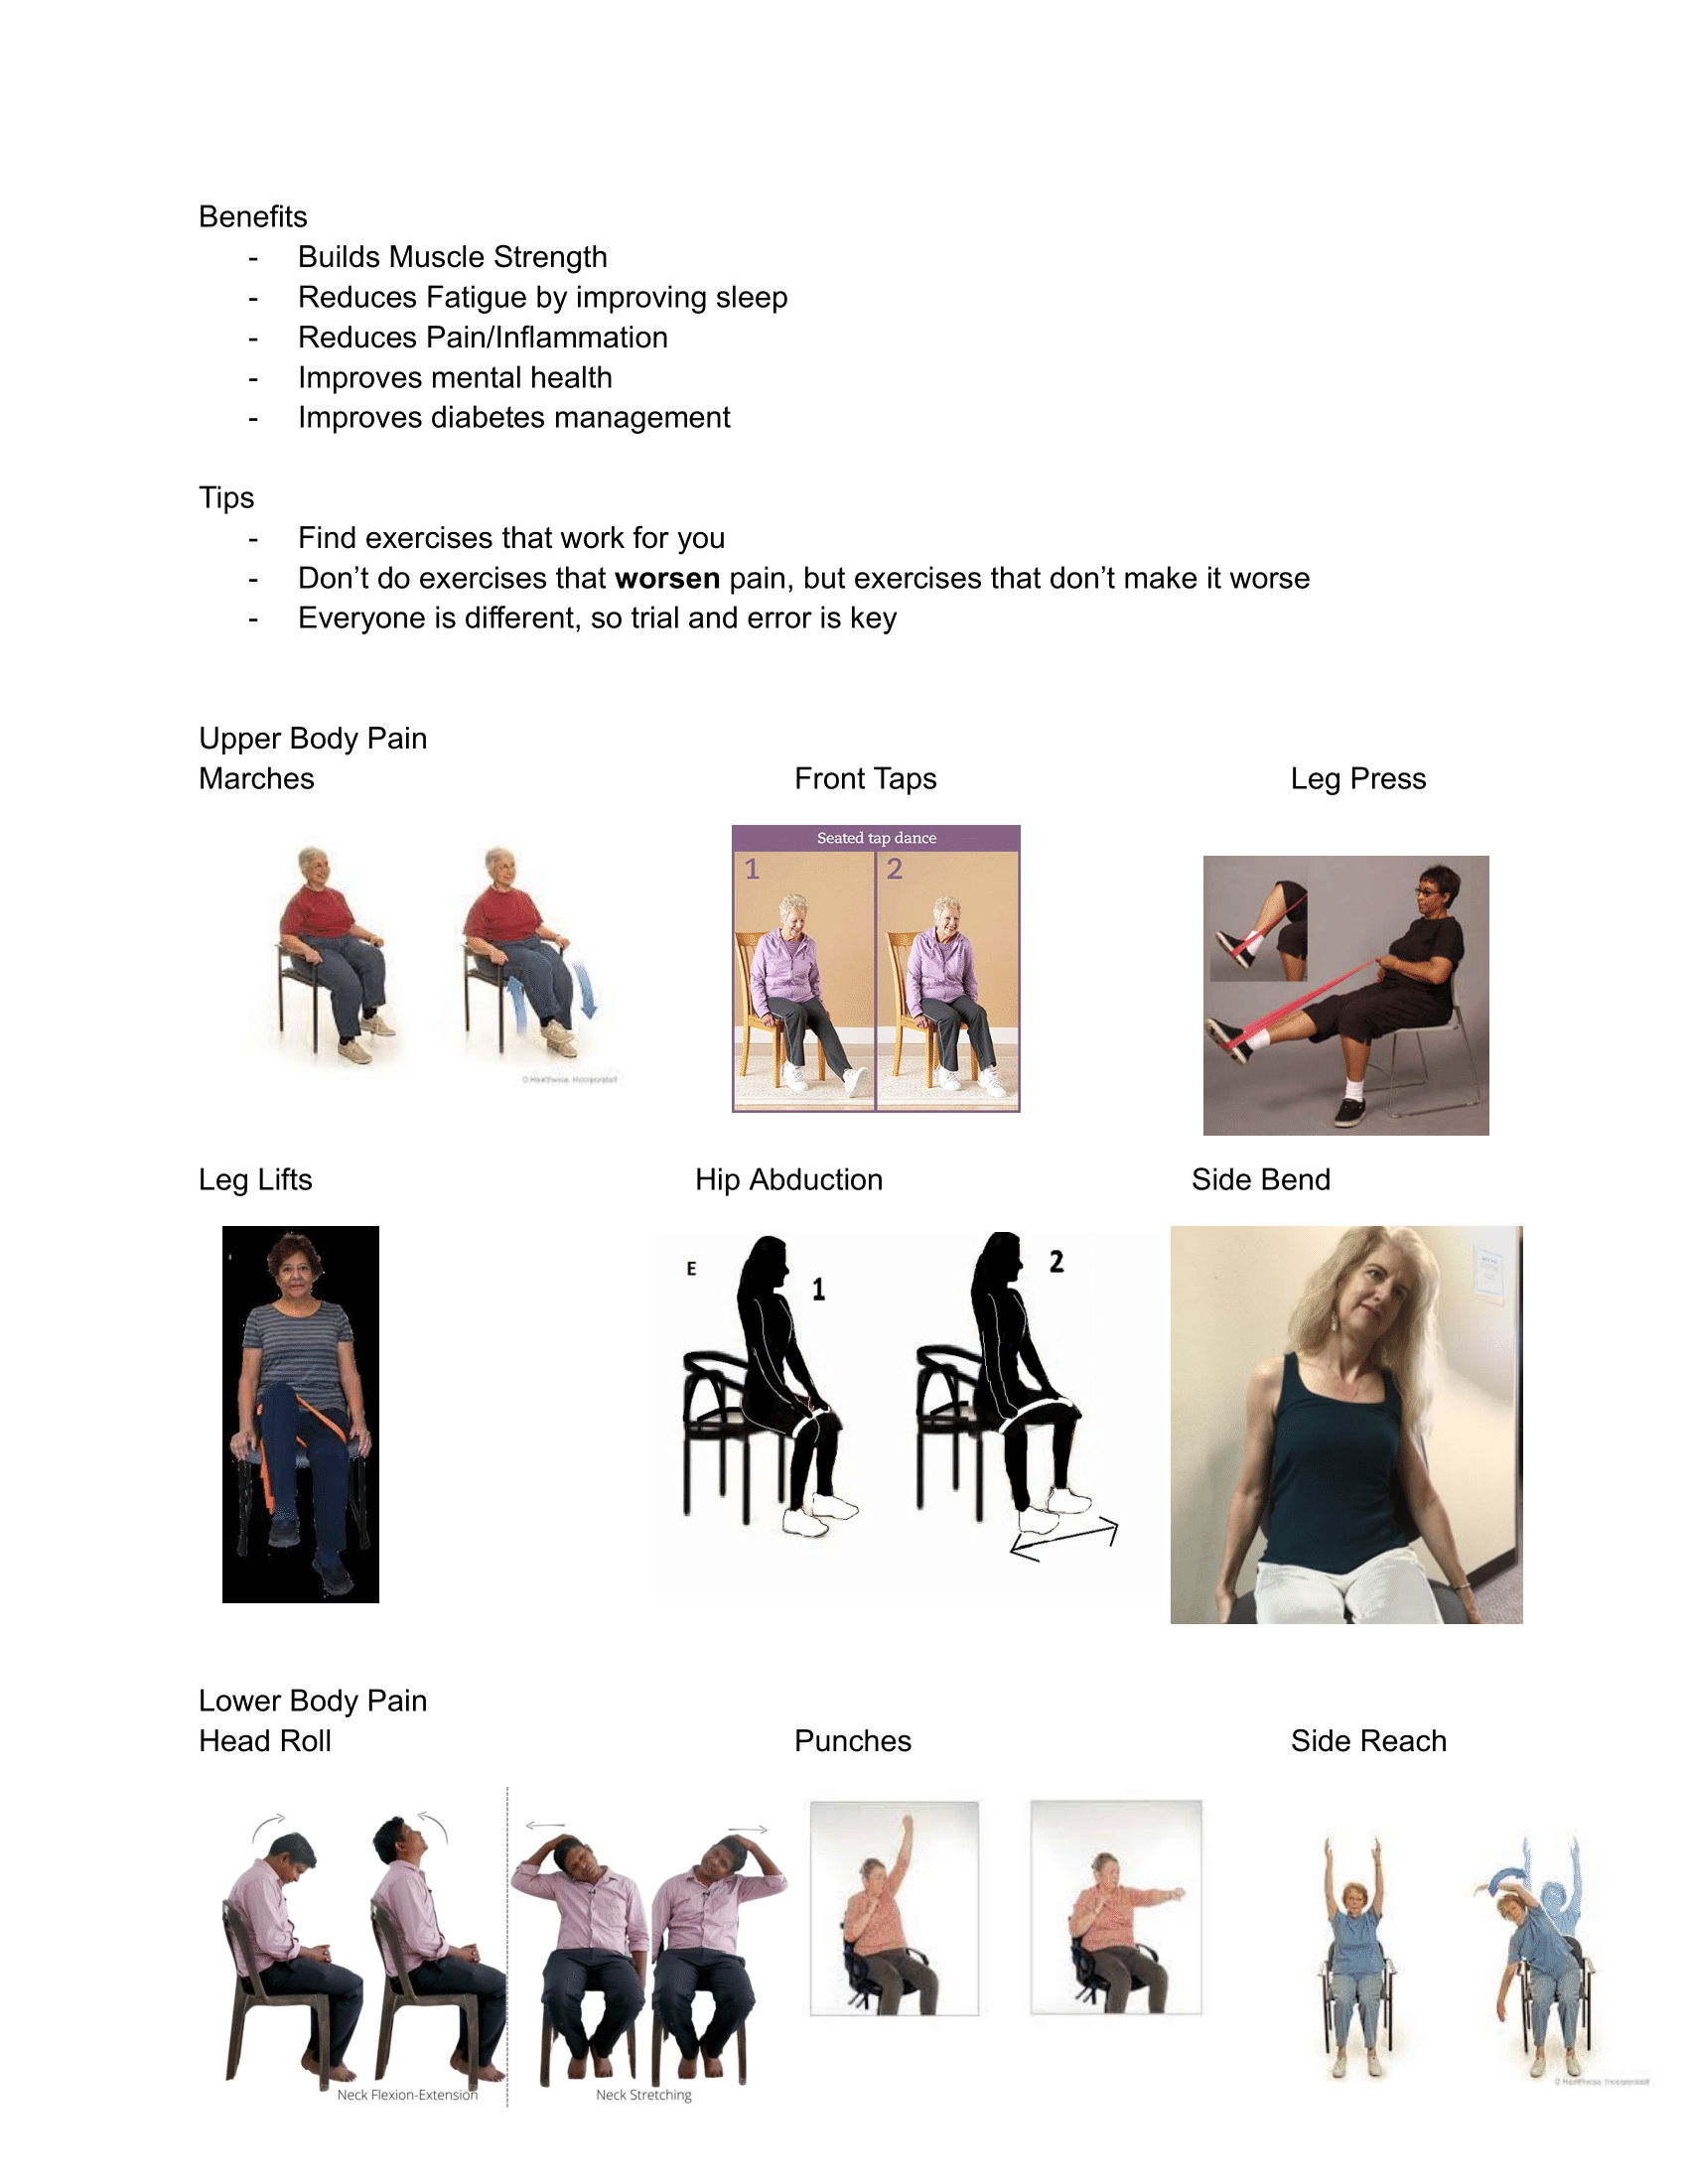 Benefits
- Builds Muscle Strength
- Reduces Fatigue by improving sleep
- Reduces Pain/Inflammation
- Improves mental health
- Improves diabetes management
Tips
- Find exercises that work for you
- Don’t do exercises that worsen pain, but exercises that don’t make it worse
- Everyone is different, so trial and error is key
Upper Body Pain
Marches Front Taps Leg Press
Seated tap dance
1 2
© Healthwise, Incorporated
Leg Lifts Hip Abduction Side Bend
E 1 2
Lower Body Pain
Head Roll Punches Side Reach
Neck Flexion-Extension Neck Stretching
© Healthwise, Incorporated